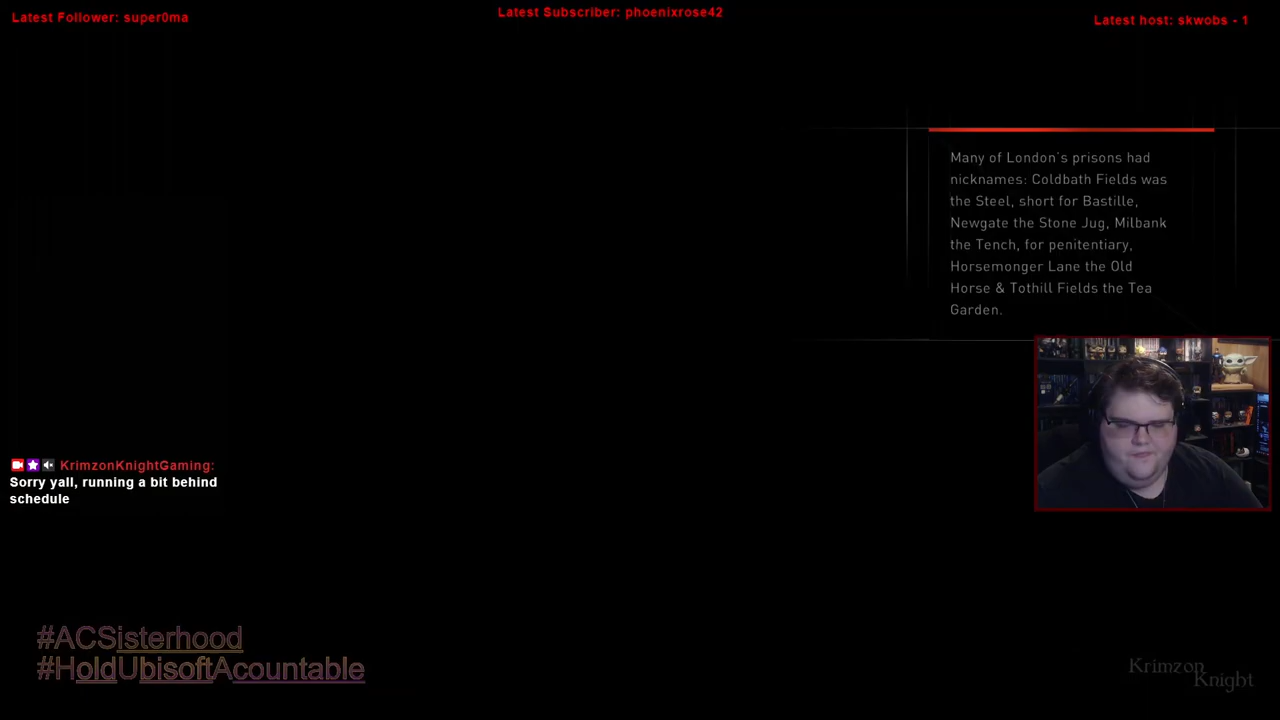 Latest Follower: super0ma
Latest Subscriber: phoenixrose42
Latest host: skwobs - 1
Many of London's prisons had
nicknames: Coldbath Fields was
the Steel, short for Bastille,
Newgate the Stone Jug, Milbank
the Tench, for penitentiary,
Horsemonger Lane the Old
Horse & Tothill Fields the Tea
Garden.
KrimzonKnightGaming:
Sorry yall, running a bit behind
schedule
#ACSisterhood
#HoldUbisoftAcountable
Krimzon
Knight